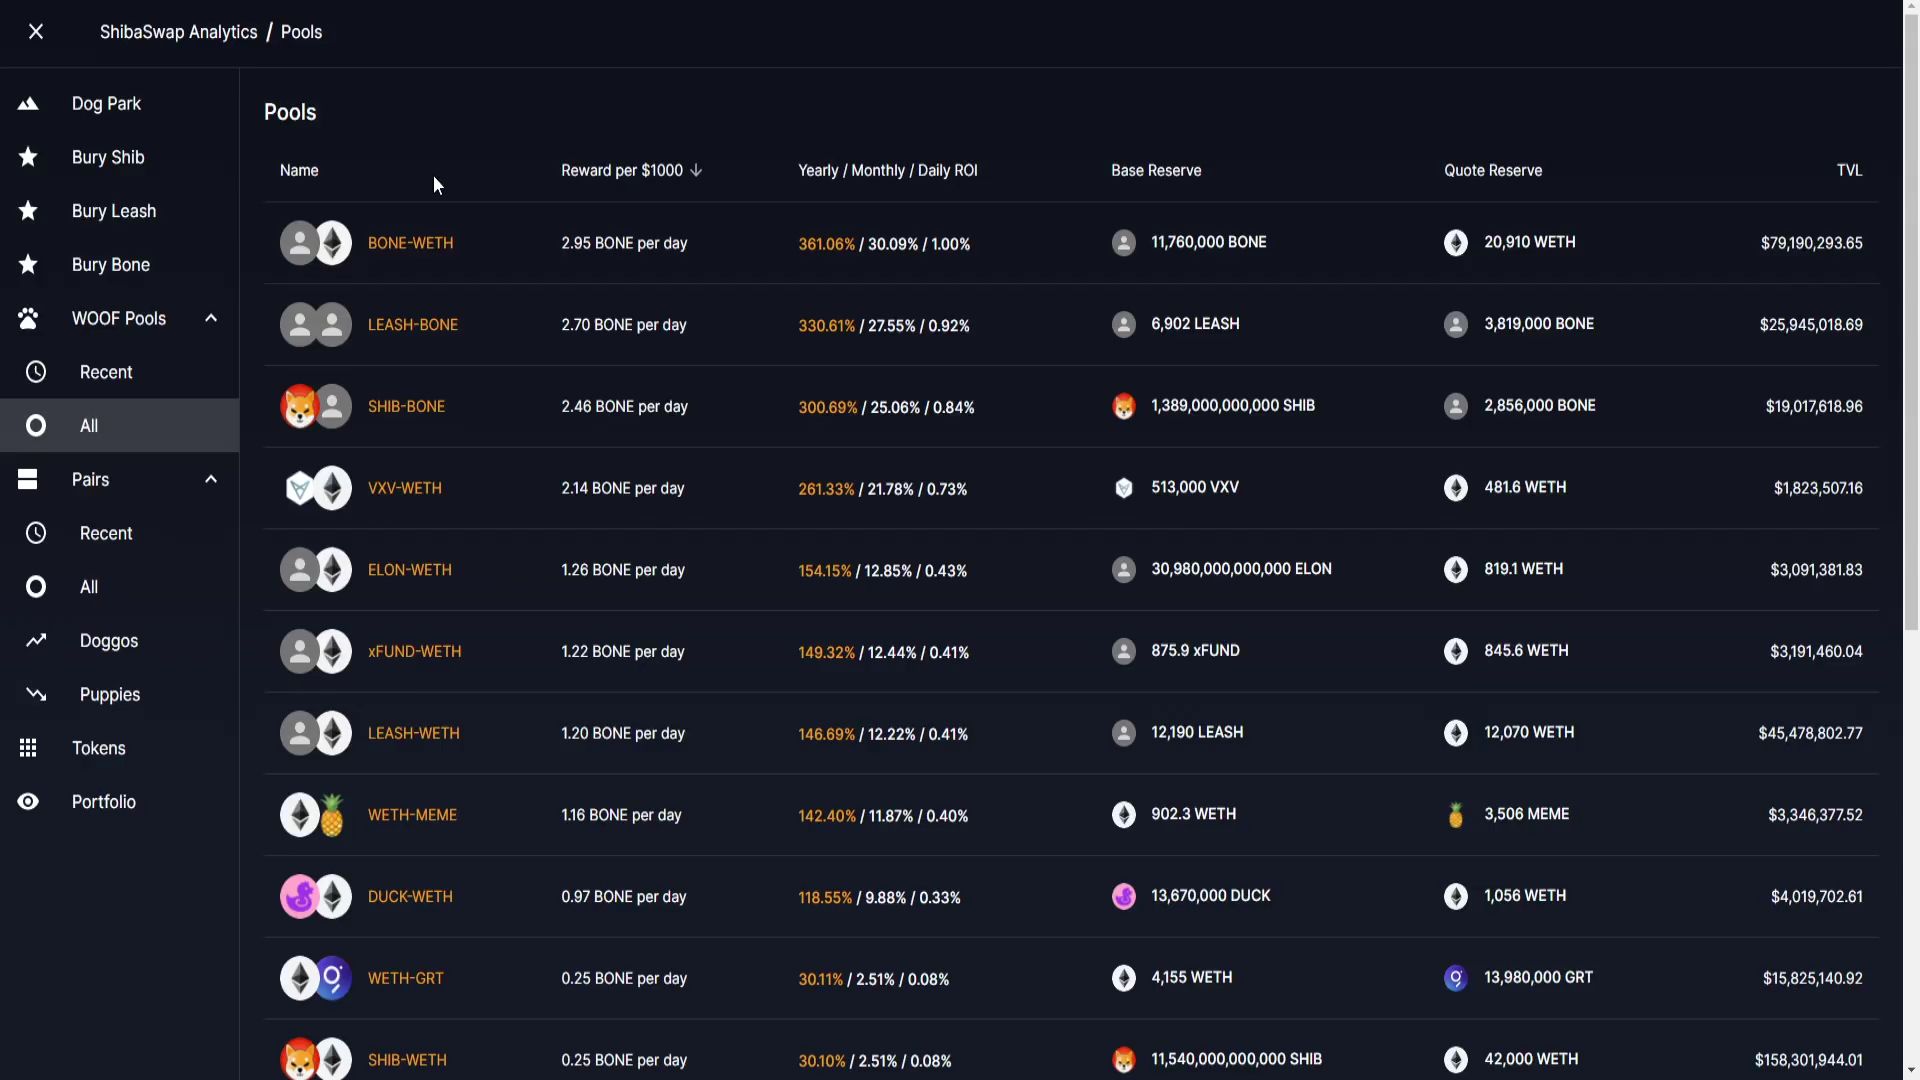 ShibaSwap Analytics / Pools
Dog Park
Bury Shib
Bury Leash
Bury Bone
WOOF Pools
Recent
All
Pairs
Recent
All
Doggos
Puppies
Tokens
Portfolio
Pools
Name Reward per $1000 Yearly / Monthly / Daily ROI Base Reserve Quote Reserve TVL
BONE-WETH 2.95 BONE per day 361.06% / 30.09% / 1.00% 11,760,000 BONE 20,910 WETH $79,190,293.65
LEASH-BONE 2.70 BONE per day 330.61% / 27.55% / 0.92% 6,902 LEASH 3,819,000 BONE $25,945,018.69
SHIB-BONE 2.46 BONE per day 300.69% / 25.06% / 0.84% 1,389,000,000,000 SHIB 2,856,000 BONE $19,017,618.96
VXV-WETH 2.14 BONE per day 261.33% / 21.78% / 0.73% 513,000 VXV 481.6 WETH $1,823,507.16
ELON-WETH 1.26 BONE per day 154.15% / 12.85% / 0.43% 30,980,000,000,000 ELON 819.1 WETH $3,091,381.83
xFUND-WETH 1.22 BONE per day 149.32% / 12.44% / 0.41% 875.9 xFUND 845.6 WETH $3,191,460.04
LEASH-WETH 1.20 BONE per day 146.69% / 12.22% / 0.41% 12,190 LEASH 12,070 WETH $45,478,802.77
WETH-MEME 1.16 BONE per day 142.40% / 11.87% / 0.40% 902.3 WETH 3,506 MEME $3,346,377.52
DUCK-WETH 0.97 BONE per day 118.55% / 9.88% / 0.33% 13,670,000 DUCK 1,056 WETH $4,019,702.61
WETH-GRT 0.25 BONE per day 30.11% / 2.51% / 0.08% 4,155 WETH 13,980,000 GRT $15,825,140.92
SHIB-WETH 0.25 BONE per day 30.10% / 2.51% / 0.08% 11,540,000,000,000 SHIB 42,000 WETH $158,301,944.01